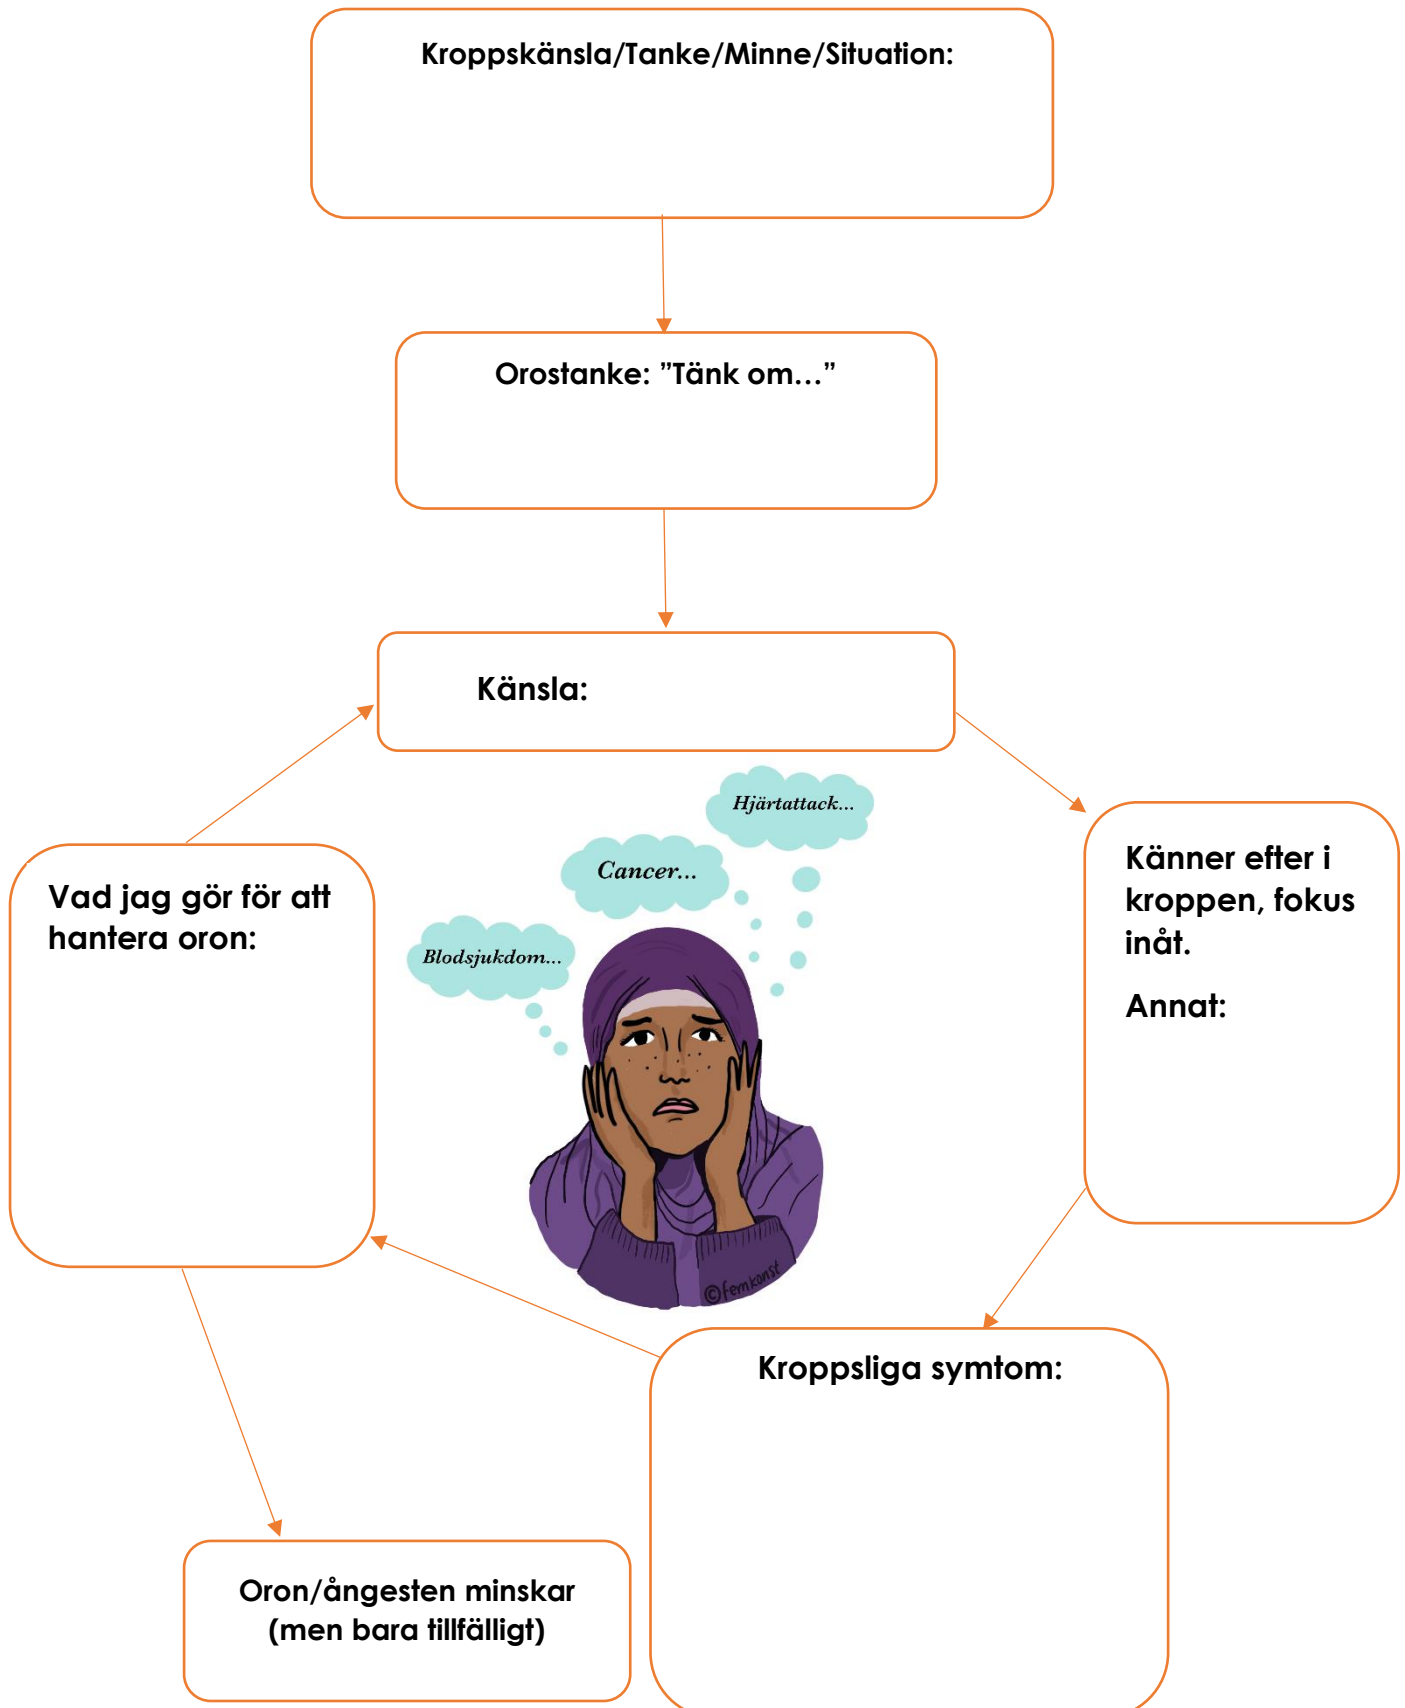 Kroppskänsla/Tanke/Minne/Situation:
Orostanke: ”Tänk om…”
Känsla:
Hjärtattack...
Cancer...
Blodsjukdom...
Känner efter i
kroppen, fokus
inåt.
Annat:
Vad jag gör för att
hantera oron:
©femkonst
Kroppsliga symtom:
Oron/ångesten minskar
(men bara tillfälligt)